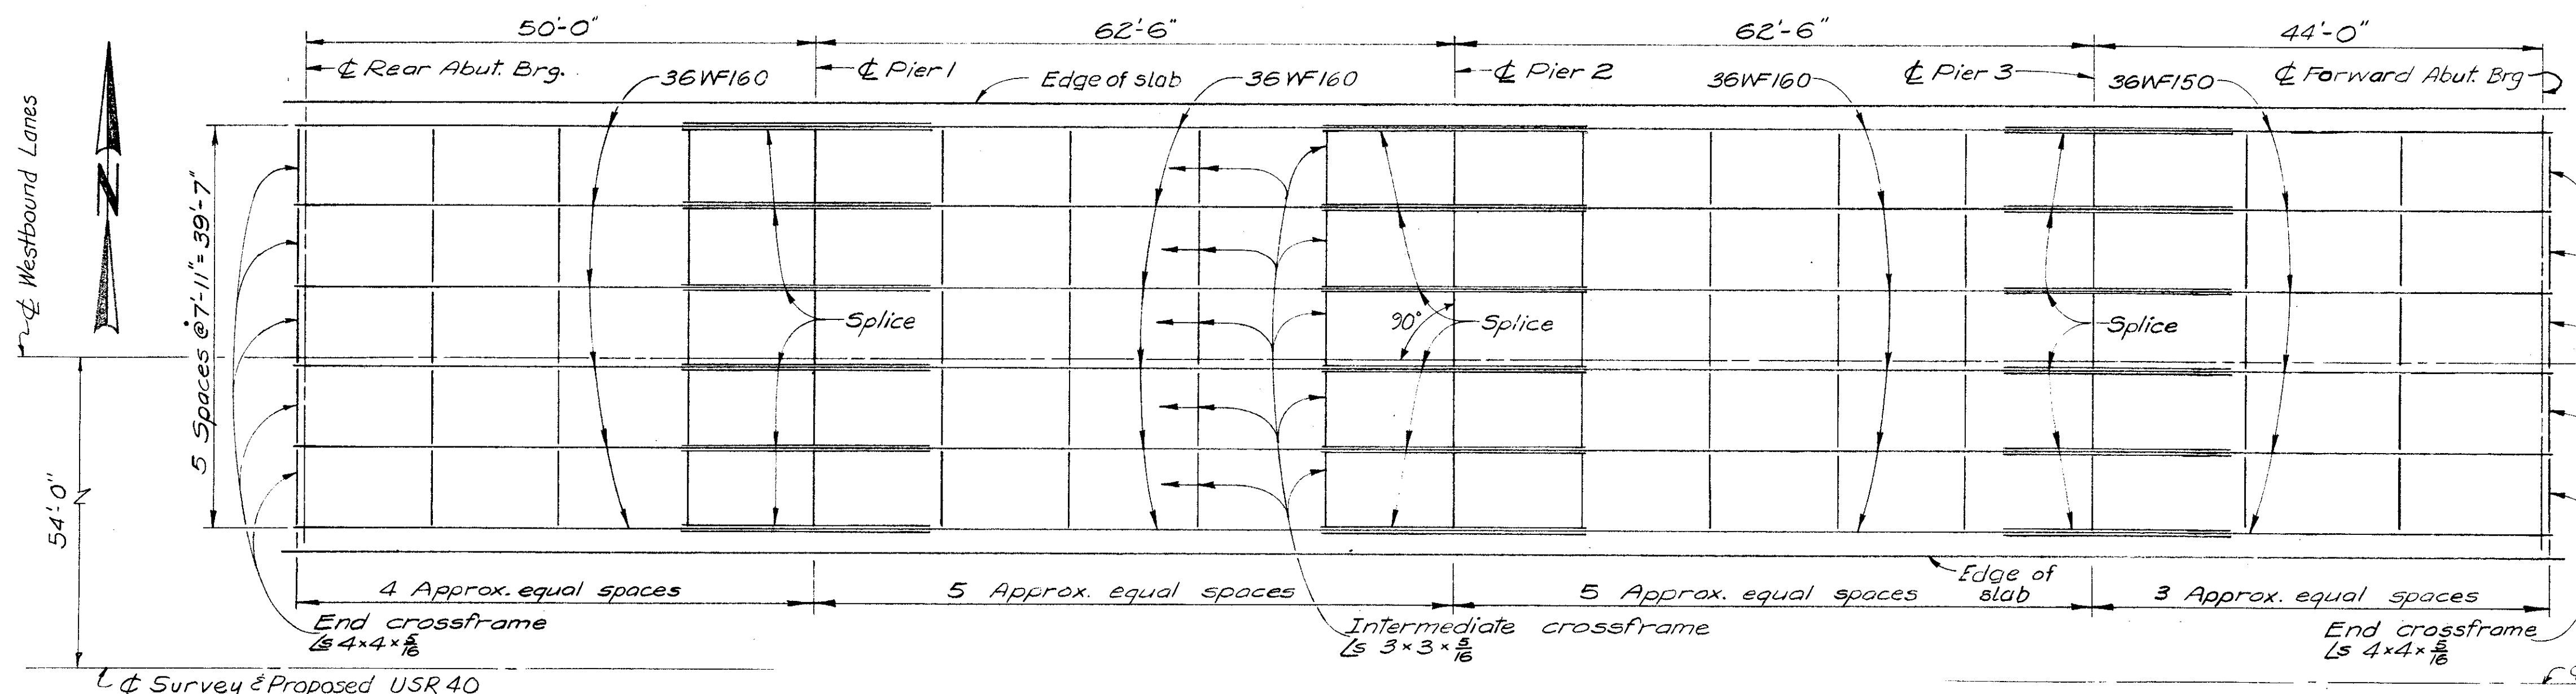 50'-0"
62'-6"
62'-6"
44'-0"
℄ Rear Abut. Brg.
36WF160
℄ Pier 1
Edge of slab
36WF160
℄ Pier 2
36WF160
℄ Pier 3
36WF150
℄ Forward Abut. Brg
℄ Westbound Lanes
N
5 Spaces @ 7'-11" = 39'-7"
54'-0"
Splice
90°
Splice
Splice
4 Approx. equal spaces
5 Approx. equal spaces
5 Approx. equal spaces
Edge of
slab
3 Approx. equal spaces
End crossframe
Ls 4×4×5/16
Intermediate crossframe
Ls 3×3×5/16
End crossframe
Ls 4×4×5/16
℄ Survey & Proposed USR 40